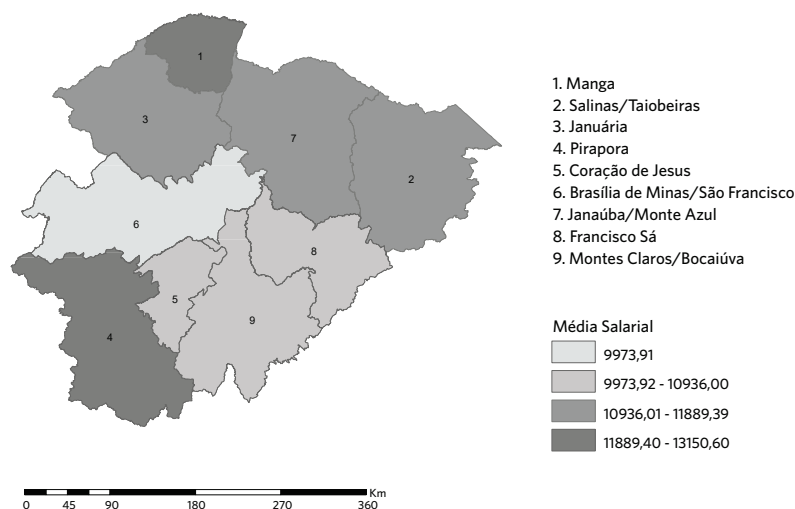 1
3
7
2
6
8
5
9
4
1. Manga
2. Salinas/Taiobeiras
3. Januária
4. Pirapora
5. Coração de Jesus
6. Brasília de Minas/São Francisco
7. Janaúba/Monte Azul
8. Francisco Sá
9. Montes Claros/Bocaiúva
Média Salarial
9973,91
9973,92 - 10936,00
10936,01 - 11889,39
11889,40 - 13150,60
Km
0 45 90 180 270 360